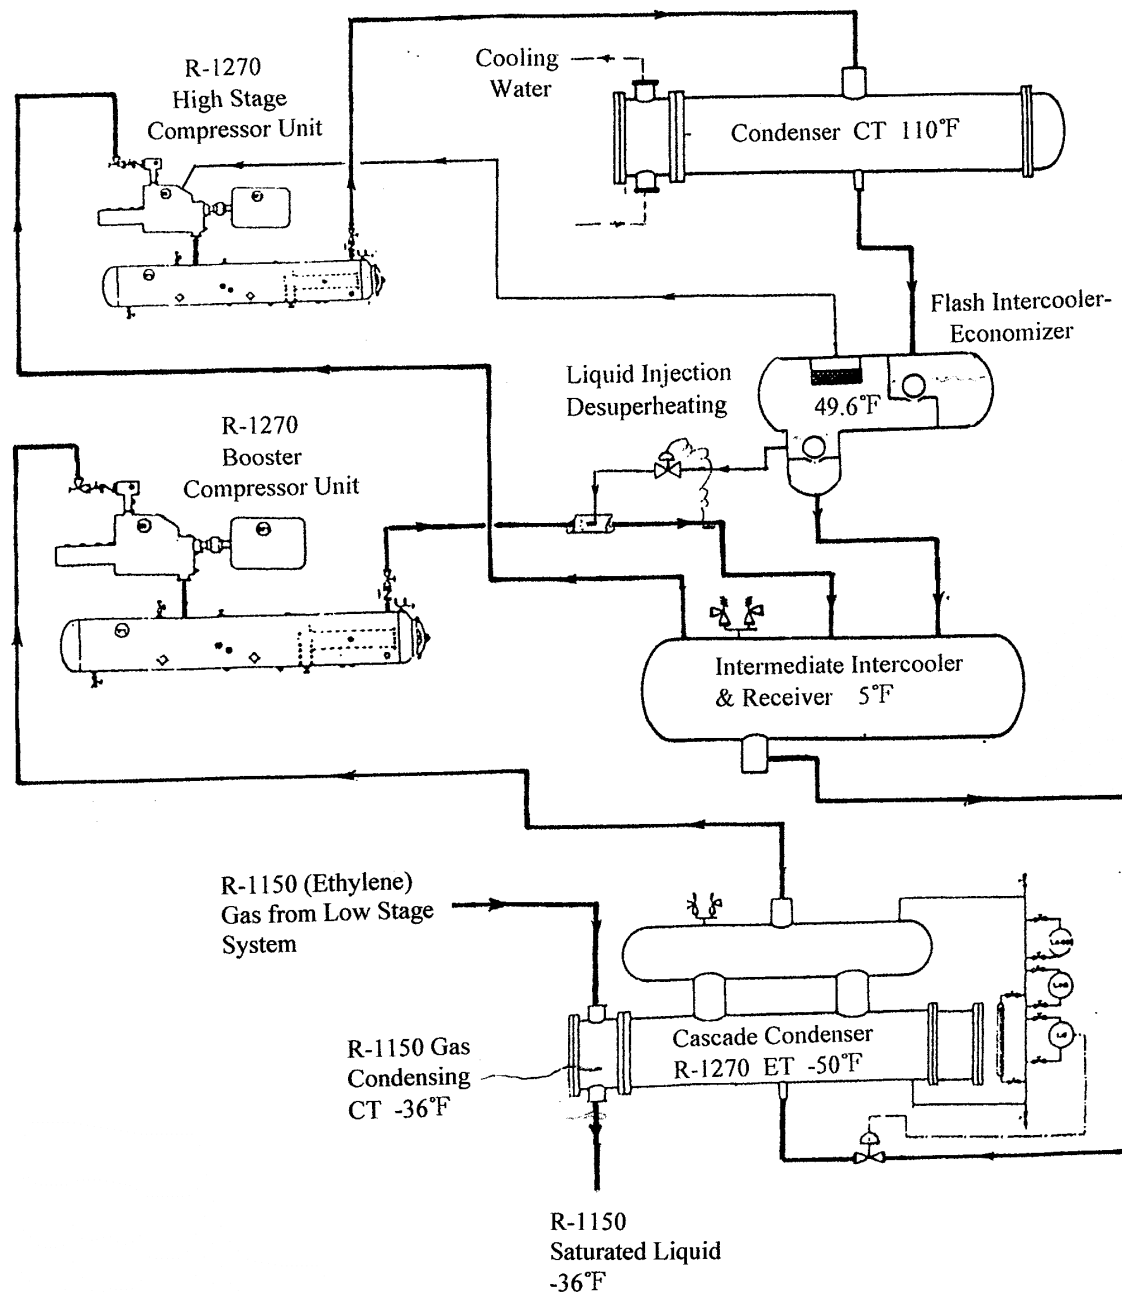 R-1270
High Stage
Compressor Unit
Cooling
Water
Condenser CT 110°F
Flash Intercooler-
Economizer
Liquid Injection
Desuperheating
49.6°F
R-1270
Booster
Compressor Unit
Intermediate Intercooler
& Receiver 5°F
R-1150 (Ethylene)
Gas from Low Stage
System
R-1150 Gas
Condensing
CT -36°F
Cascade Condenser
R-1270 ET -50°F
R-1150
Saturated Liquid
-36°F